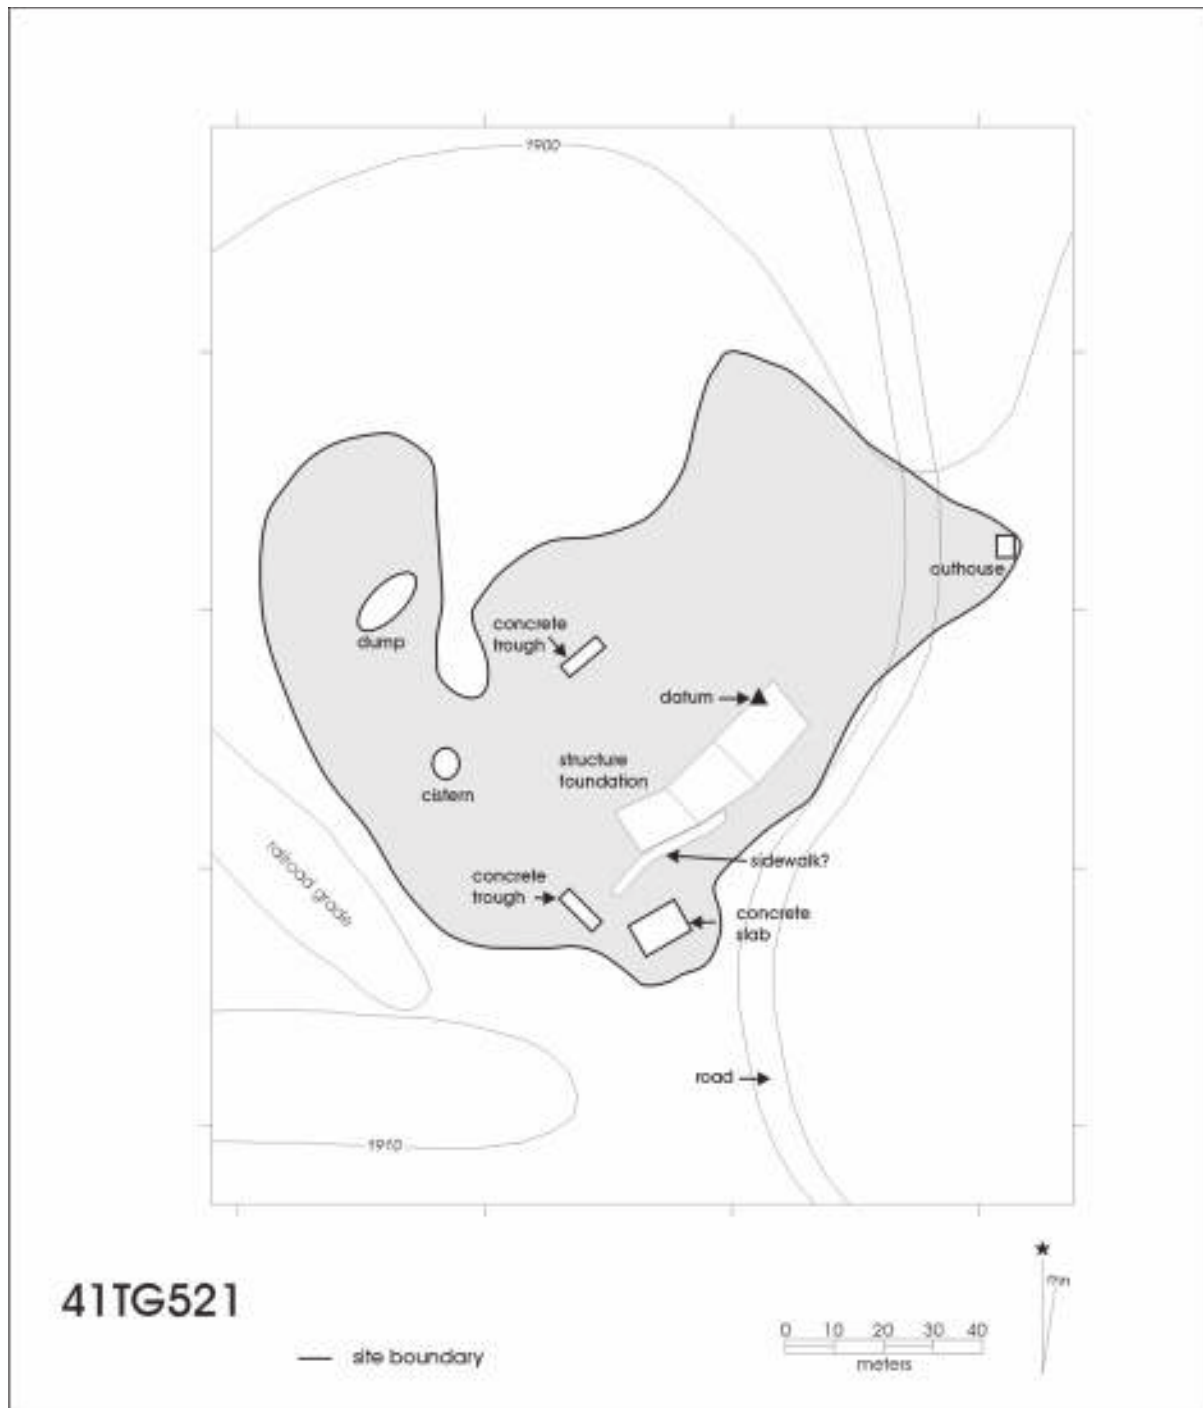 1900
outhouse
concrete
trough
dump
datum
structure
foundation
cistern
railroad grade
sidewalk?
concrete
trough
concrete
slab
road
1910
mn
41TG521
0 10 20 30 40
meters
site boundary